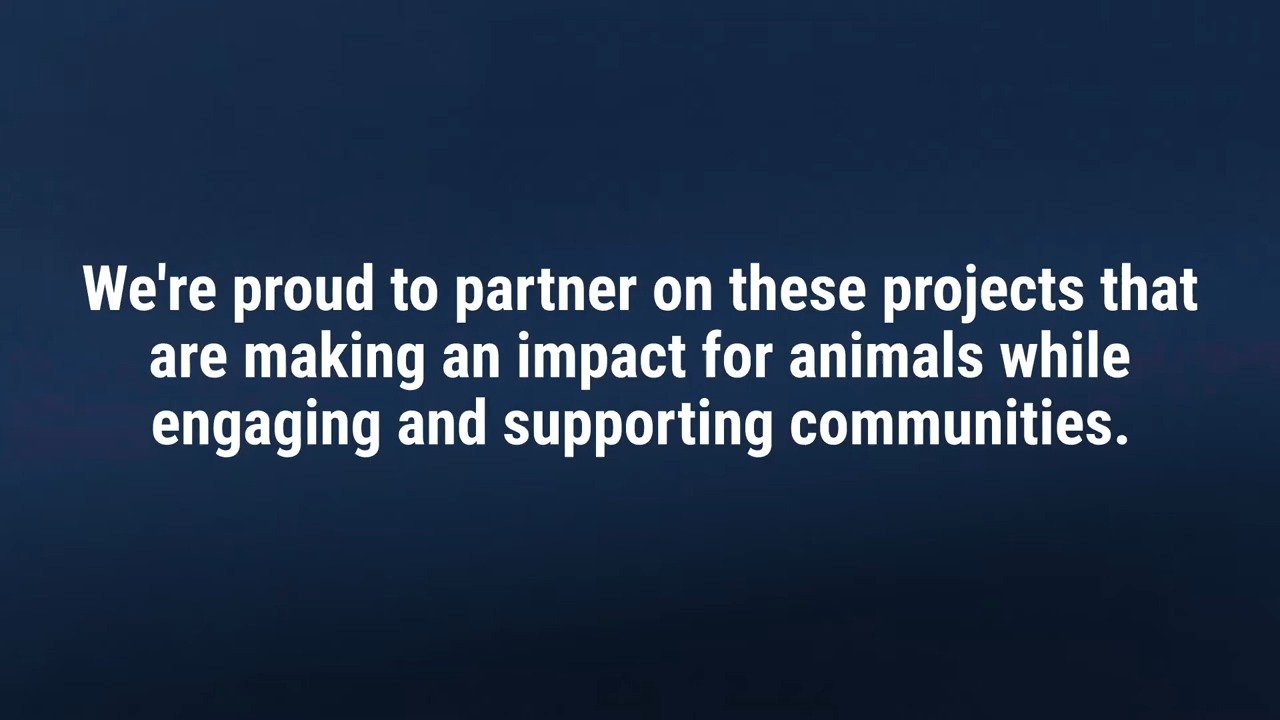 We're proud to partner on these projects that
are making an impact for animals while
engaging and supporting communities.